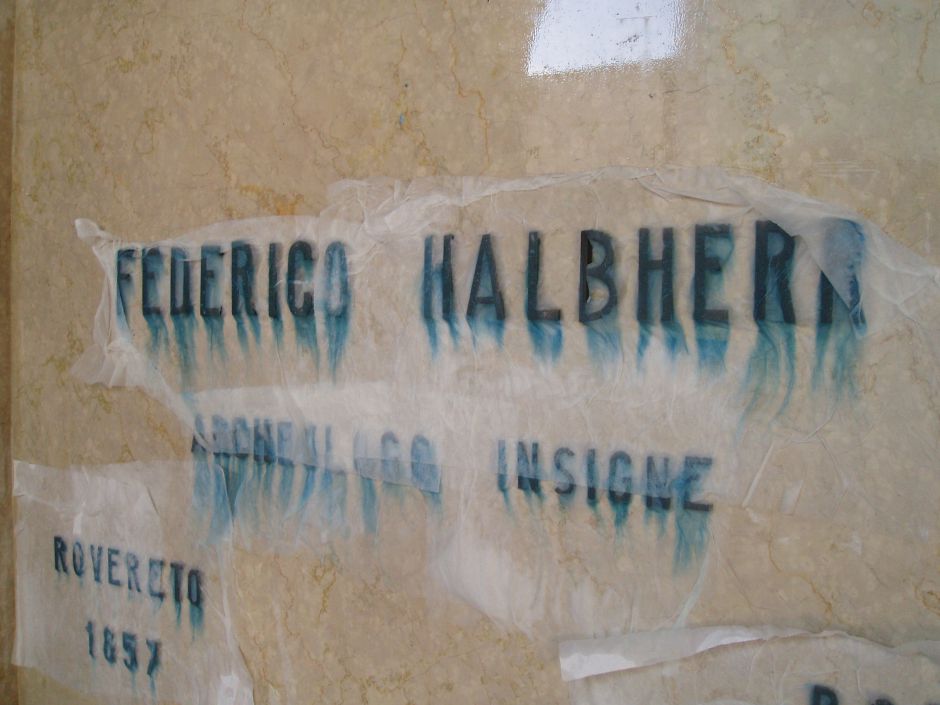 FEDERICO HALBHERR
ARCHEOLOGO INSIGNE
ROVERETO
1857